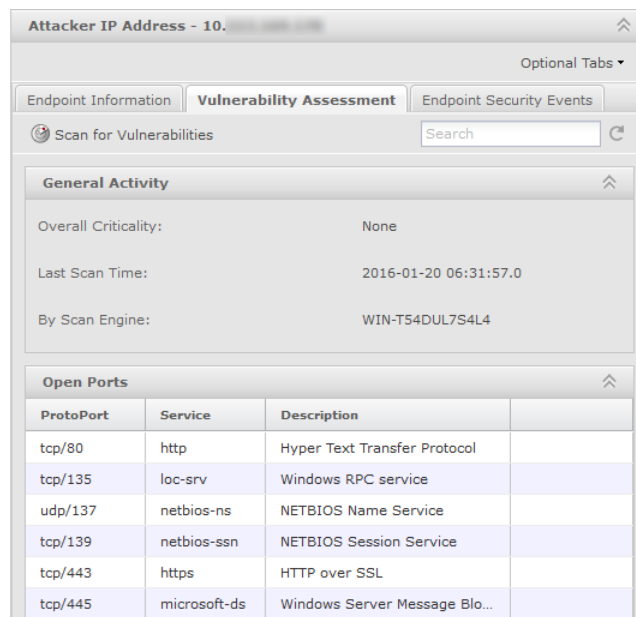 Attacker IP Address - 10.
Optional Tabs
Endpoint Information Vulnerability Assessment Endpoint Security Events
Scan for Vulnerabilities Search
General Activity
Overall Criticality: None
Last Scan Time: 2016-01-20 06:31:57.0
By Scan Engine: WIN-T54DUL7S4L4
Open Ports
ProtoPort Service Description
tcp/80 http Hyper Text Transfer Protocol
tcp/135 loc-srv Windows RPC service
udp/137 netbios-ns NETBIOS Name Service
tcp/139 netbios-ssn NETBIOS Session Service
tcp/443 https HTTP over SSL
tcp/445 microsoft-ds Windows Server Message Blo...